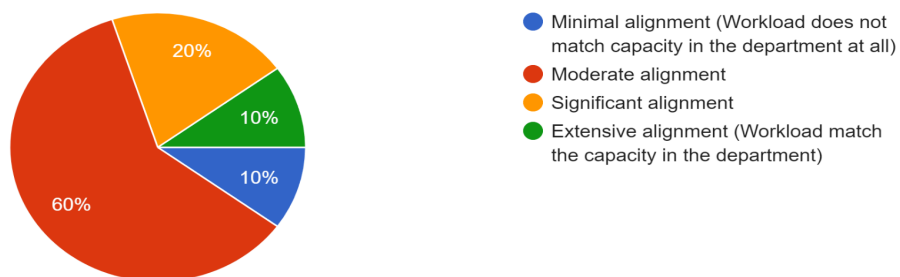 20%
10%
10%
60%
Minimal alignment (Workload does not
match capacity in the department at all)
Moderate alignment
Significant alignment
Extensive alignment (Workload match
the capacity in the department)